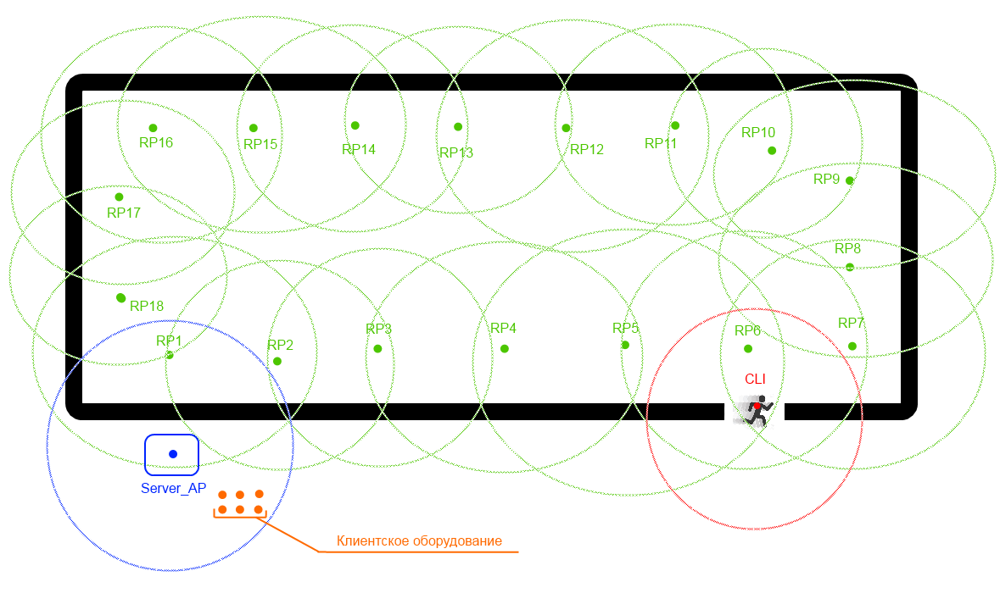 RP16
RP15
RP14
RP13
RP12
RP11
RP10
RP9
RP17
RP8
RP18
RP1
RP2
RP3
RP4
RP5
RP6
RP7
CLI
Server_AP
Клиентское оборудование